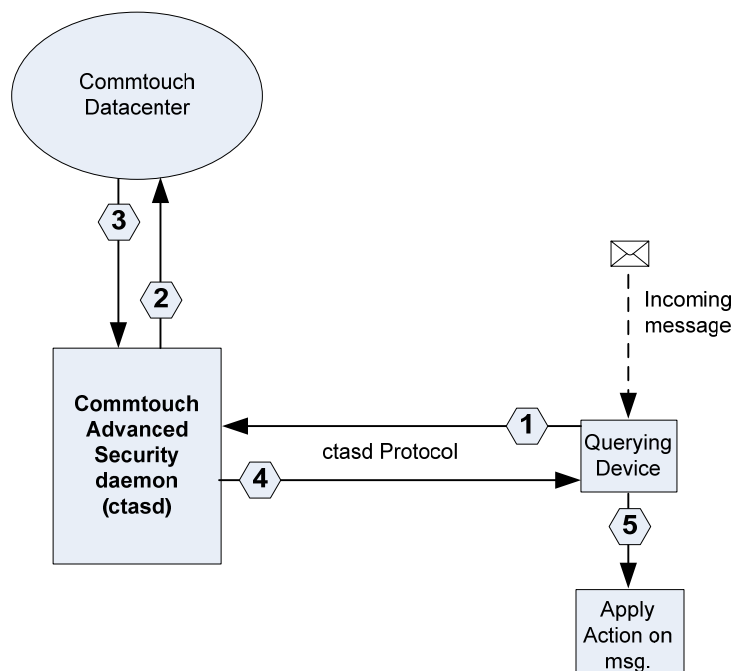 Commtouch
Datacenter
3
2
Incoming
message
Commtouch
Advanced
Security
daemon
(ctasd)
1
ctasd Protocol
4
Querying
Device
5
Apply
Action on
msg.